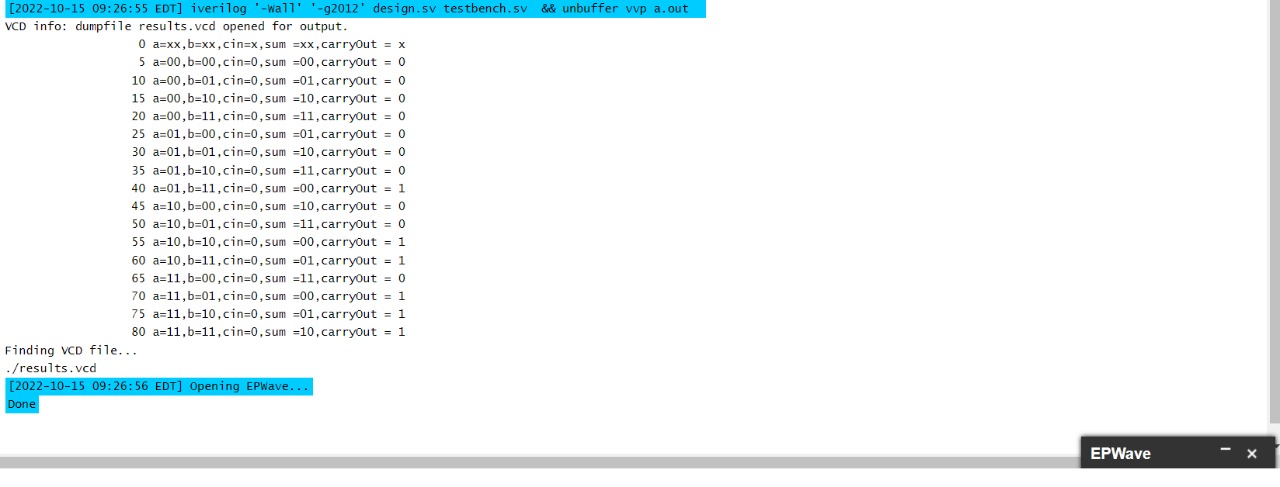 [2022-10-15 09:26:55 EDT] iverilog '-Wall' '-g2012' design.sv testbench.sv  && unbuffer vvp a.out
VCD info: dumpfile results.vcd opened for output.
0 a=xx,b=xx,cin=x,sum =xx,carryOut = x
5 a=00,b=00,cin=0,sum =00,carryOut = 0
10 a=00,b=01,cin=0,sum =01,carryOut = 0
15 a=00,b=10,cin=0,sum =10,carryOut = 0
20 a=00,b=11,cin=0,sum =11,carryOut = 0
25 a=01,b=00,cin=0,sum =01,carryOut = 0
30 a=01,b=01,cin=0,sum =10,carryOut = 0
35 a=01,b=10,cin=0,sum =11,carryOut = 0
40 a=01,b=11,cin=0,sum =00,carryOut = 1
45 a=10,b=00,cin=0,sum =10,carryOut = 0
50 a=10,b=01,cin=0,sum =11,carryOut = 0
55 a=10,b=10,cin=0,sum =00,carryOut = 1
60 a=10,b=11,cin=0,sum =01,carryOut = 1
65 a=11,b=00,cin=0,sum =11,carryOut = 0
70 a=11,b=01,cin=0,sum =00,carryOut = 1
75 a=11,b=10,cin=0,sum =01,carryOut = 1
80 a=11,b=11,cin=0,sum =10,carryOut = 1
Finding VCD file...
./results.vcd
[2022-10-15 09:26:56 EDT] Opening EPWave...
Done
EPWave